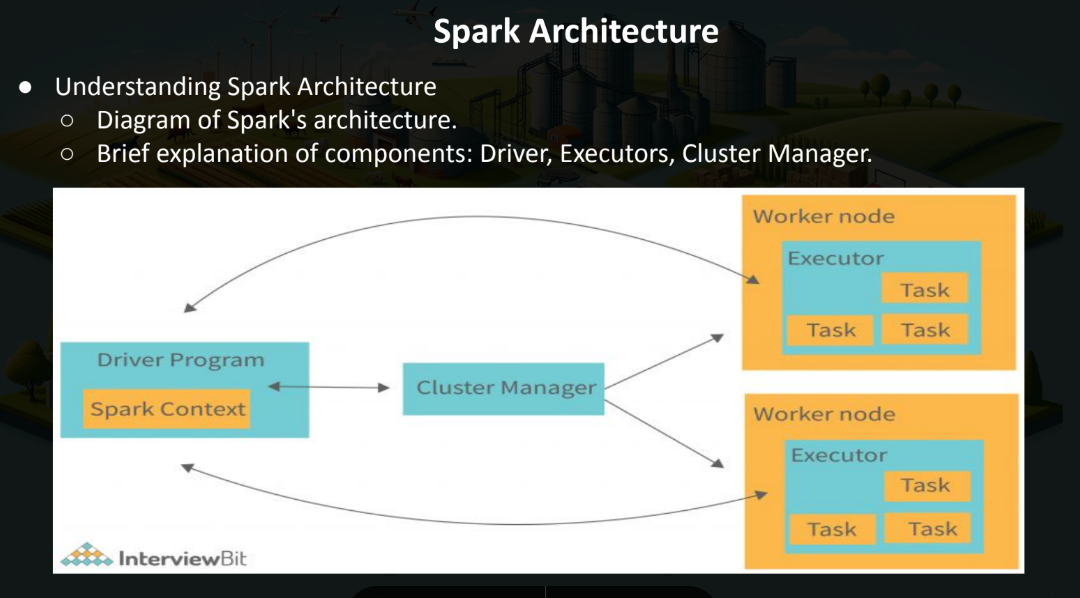 Spark Architecture
● Understanding Spark Architecture
○ Diagram of Spark's architecture.
○ Brief explanation of components: Driver, Executors, Cluster Manager.
Worker node
Executor
Task
Task Task
Driver Program
Spark Context
Cluster Manager
Worker node
Executor
Task
Task Task
InterviewBit